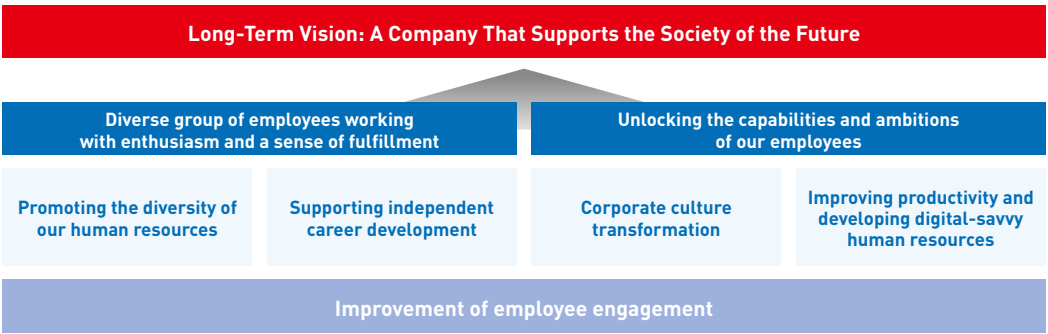 Long-Term Vision: A Company That Supports the Society of the Future
Diverse group of employees working
with enthusiasm and a sense of fulfillment
Unlocking the capabilities and ambitions
of our employees
Promoting the diversity of
our human resources
Supporting independent
career development
Corporate culture
transformation
Improving productivity and
developing digital-savvy
human resources
Improvement of employee engagement